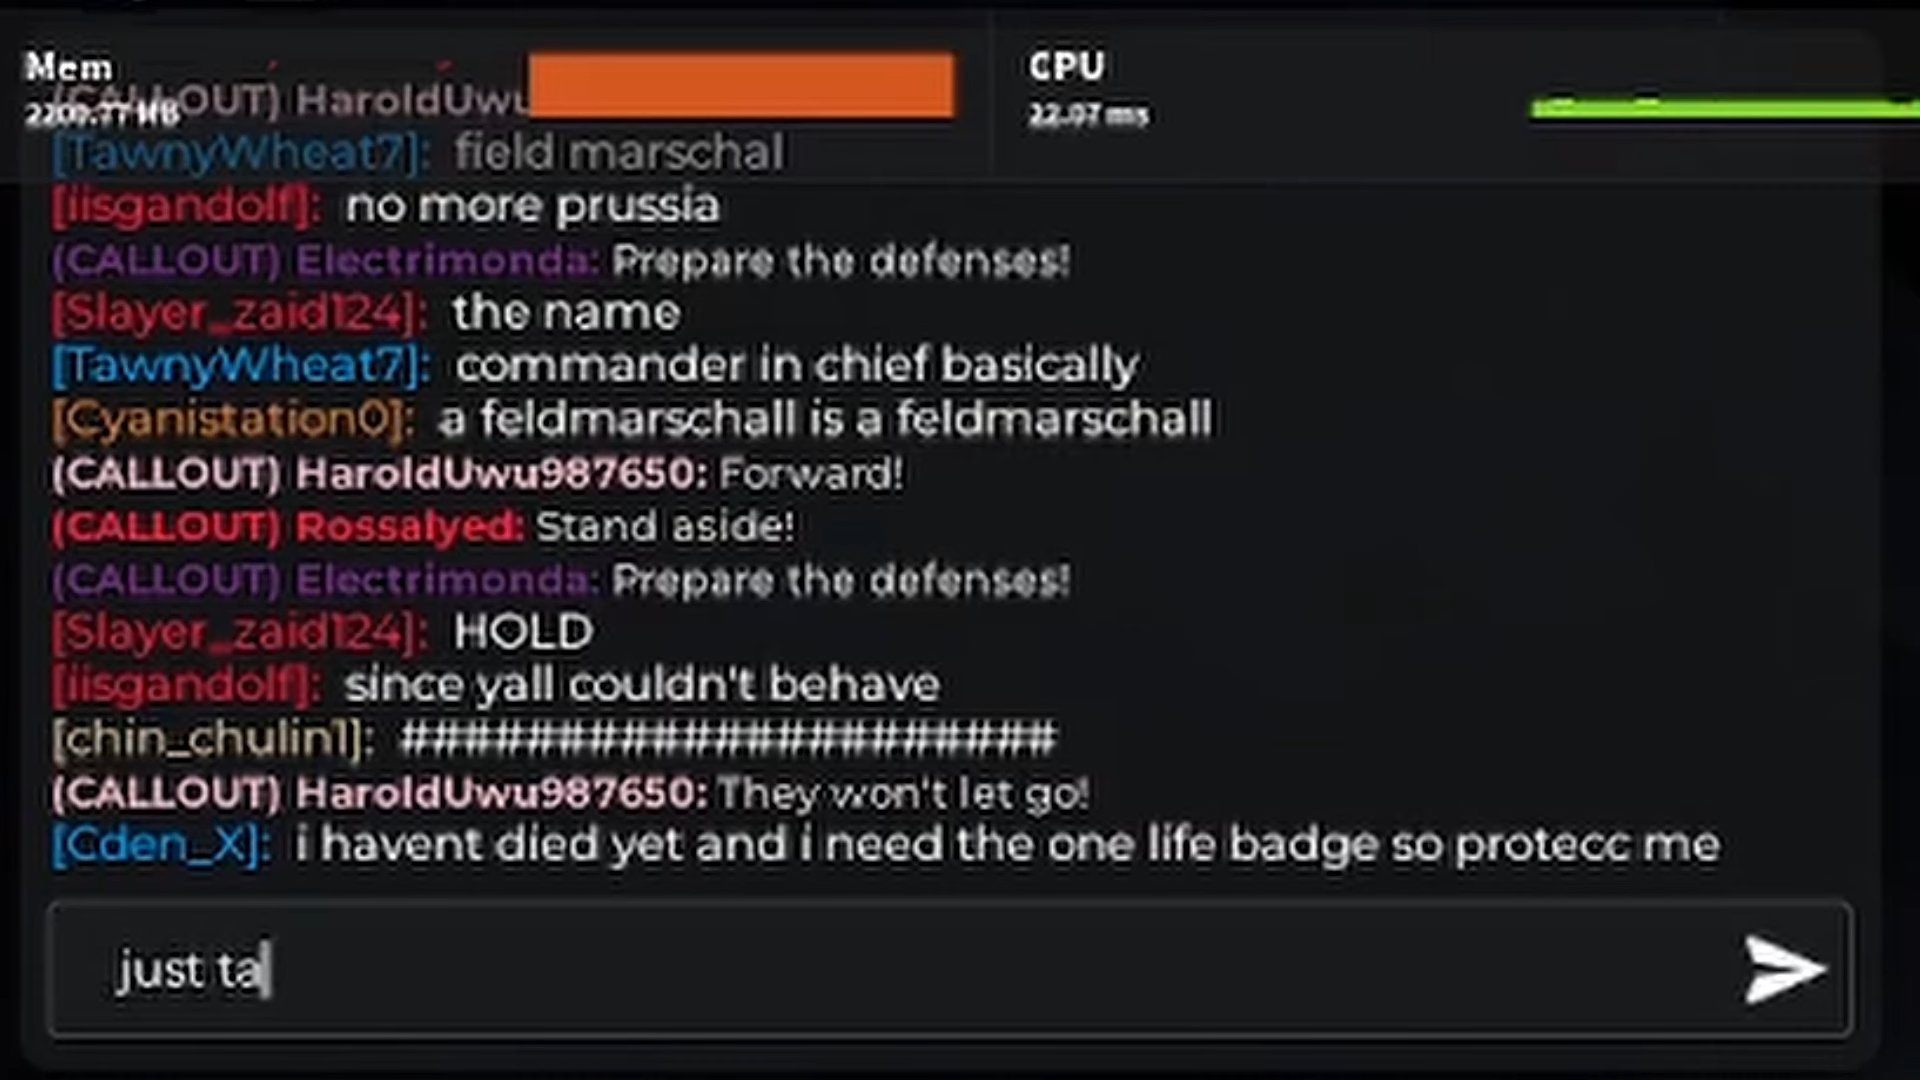 Mem
CPU
(CALLOUT) HaroldUwu
22.07 ms
[TawnyWheat7]: field marschal
[iisgandolf]: no more prussia
(CALLOUT) Electrimonda: Prepare the defenses!
[Slayer_zaid124]: the name
[TawnyWheat7]: commander in chief basically
[Cyanistation0]: a feldmarschall is a feldmarschall
(CALLOUT) HaroldUwu987650: Forward!
(CALLOUT) Rossalyed: Stand aside!
(CALLOUT) Electrimonda: Prepare the defenses!
[Slayer_zaid124]: HOLD
[iisgandolf]: since yall couldn't behave
[chin_chulin1]: #####################
(CALLOUT) HaroldUwu987650: They won't let go!
[Cden_X]: i havent died yet and i need the one life badge so protecc me
just ta